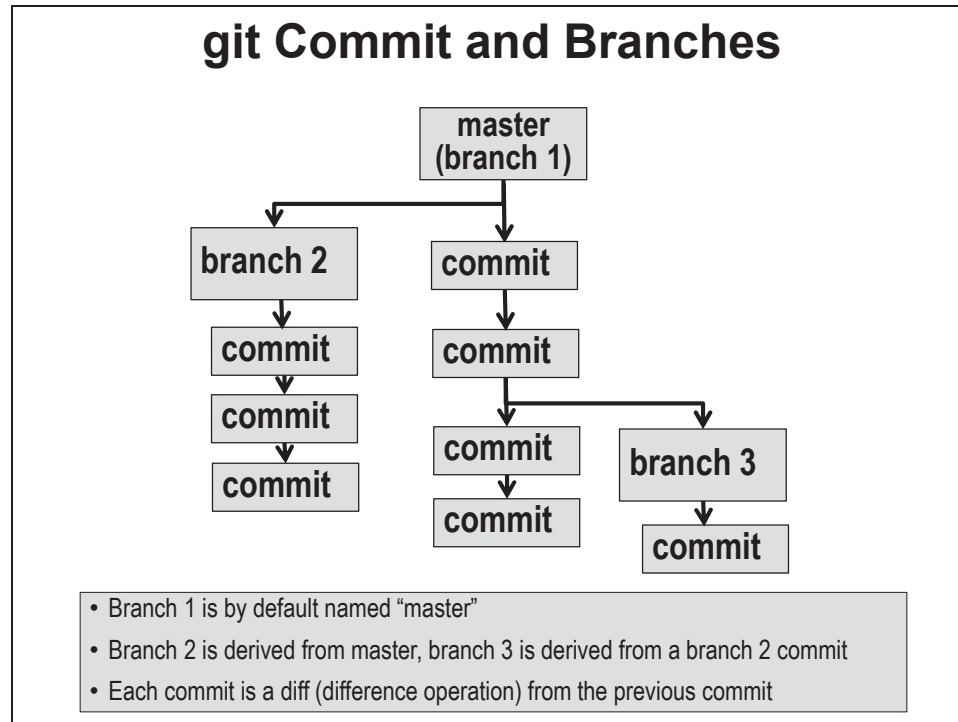 git Commit and Branches
master
(branch 1)
branch 2
commit
commit
commit
commit
commit
commit
commit
branch 3
commit
commit
• Branch 1 is by default named “master”
• Branch 2 is derived from master, branch 3 is derived from a branch 2 commit
• Each commit is a diff (difference operation) from the previous commit